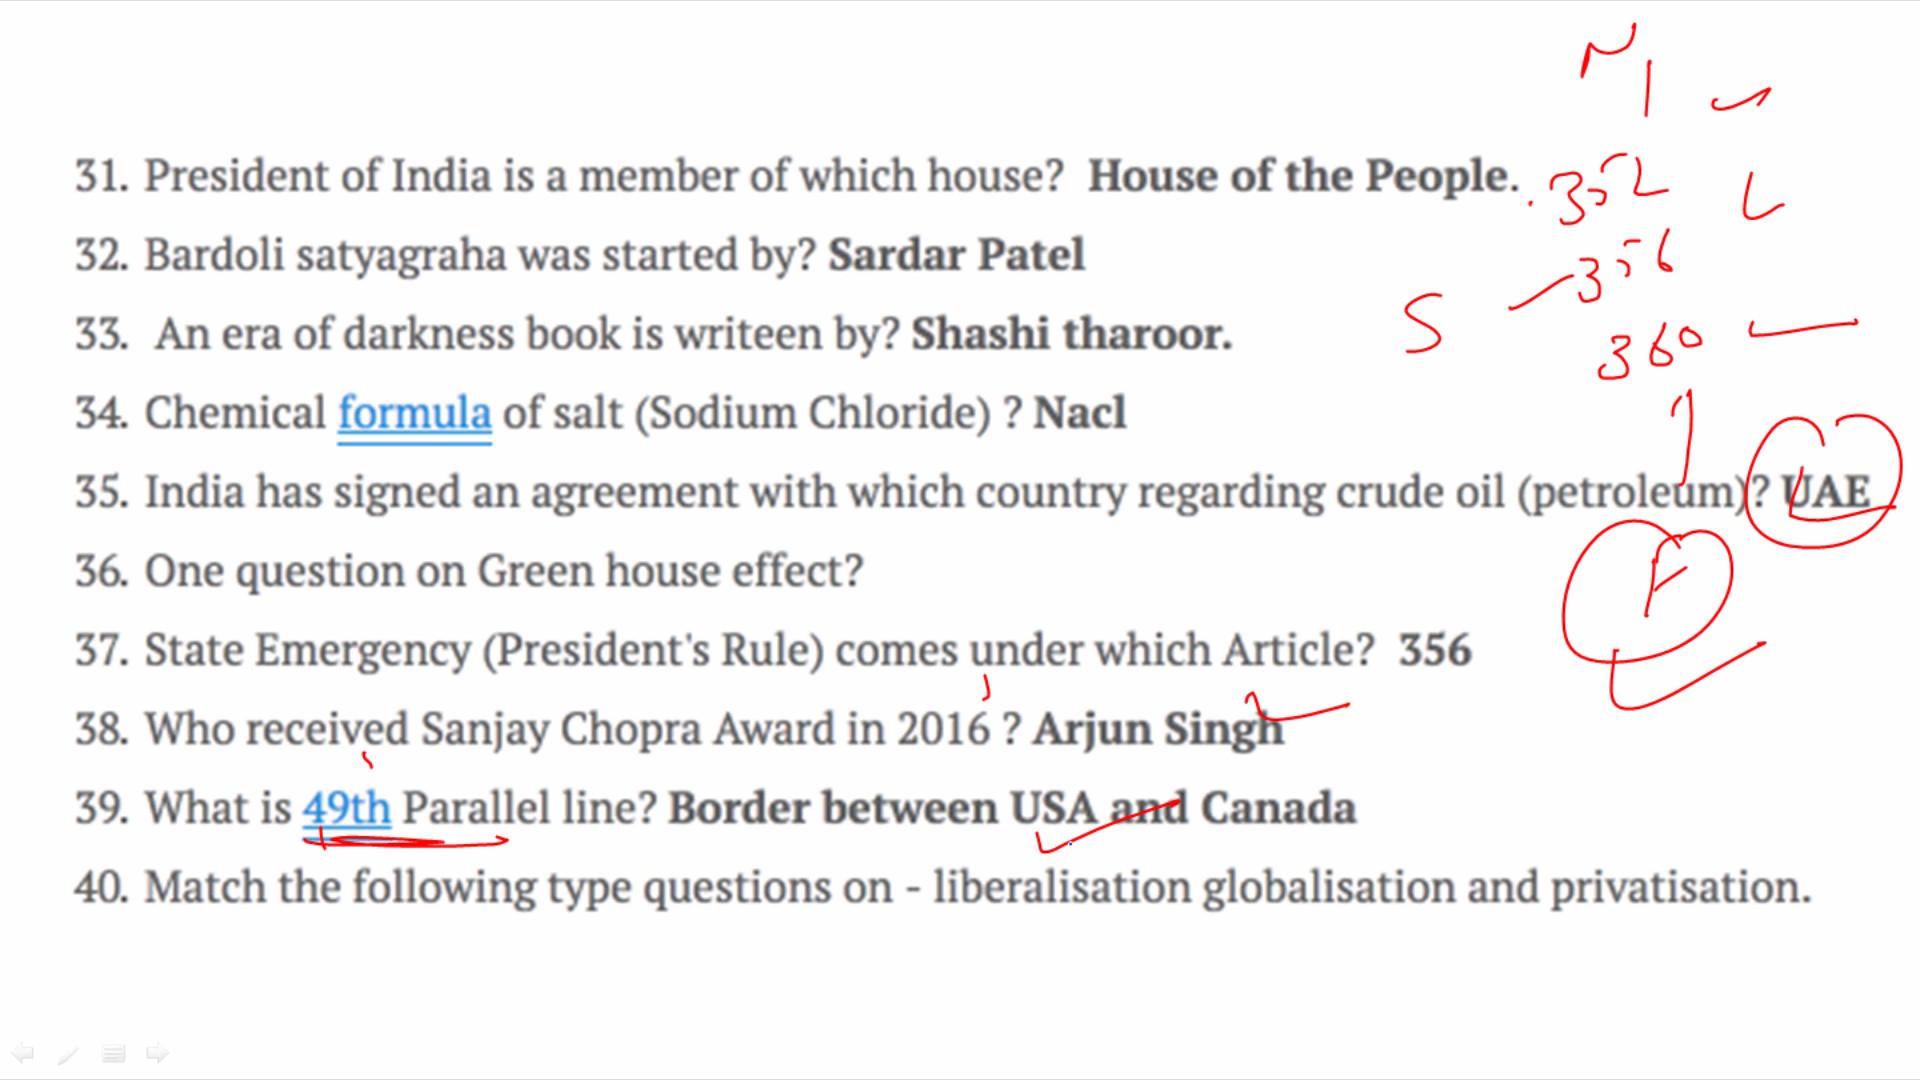 N
1
31. President of India is a member of which house? House of the People.
352 L
32. Bardoli satyagraha was started by? Sardar Patel
356
33. An era of darkness book is writeen by? Shashi tharoor.
S
360
34. Chemical formula of salt (Sodium Chloride) ? Nacl
35. India has signed an agreement with which country regarding crude oil (petroleum)? UAE
36. One question on Green house effect?
F
37. State Emergency (President's Rule) comes under which Article? 356
38. Who received Sanjay Chopra Award in 2016 ? Arjun Singh
39. What is 49th Parallel line? Border between USA and Canada
40. Match the following type questions on - liberalisation globalisation and privatisation.